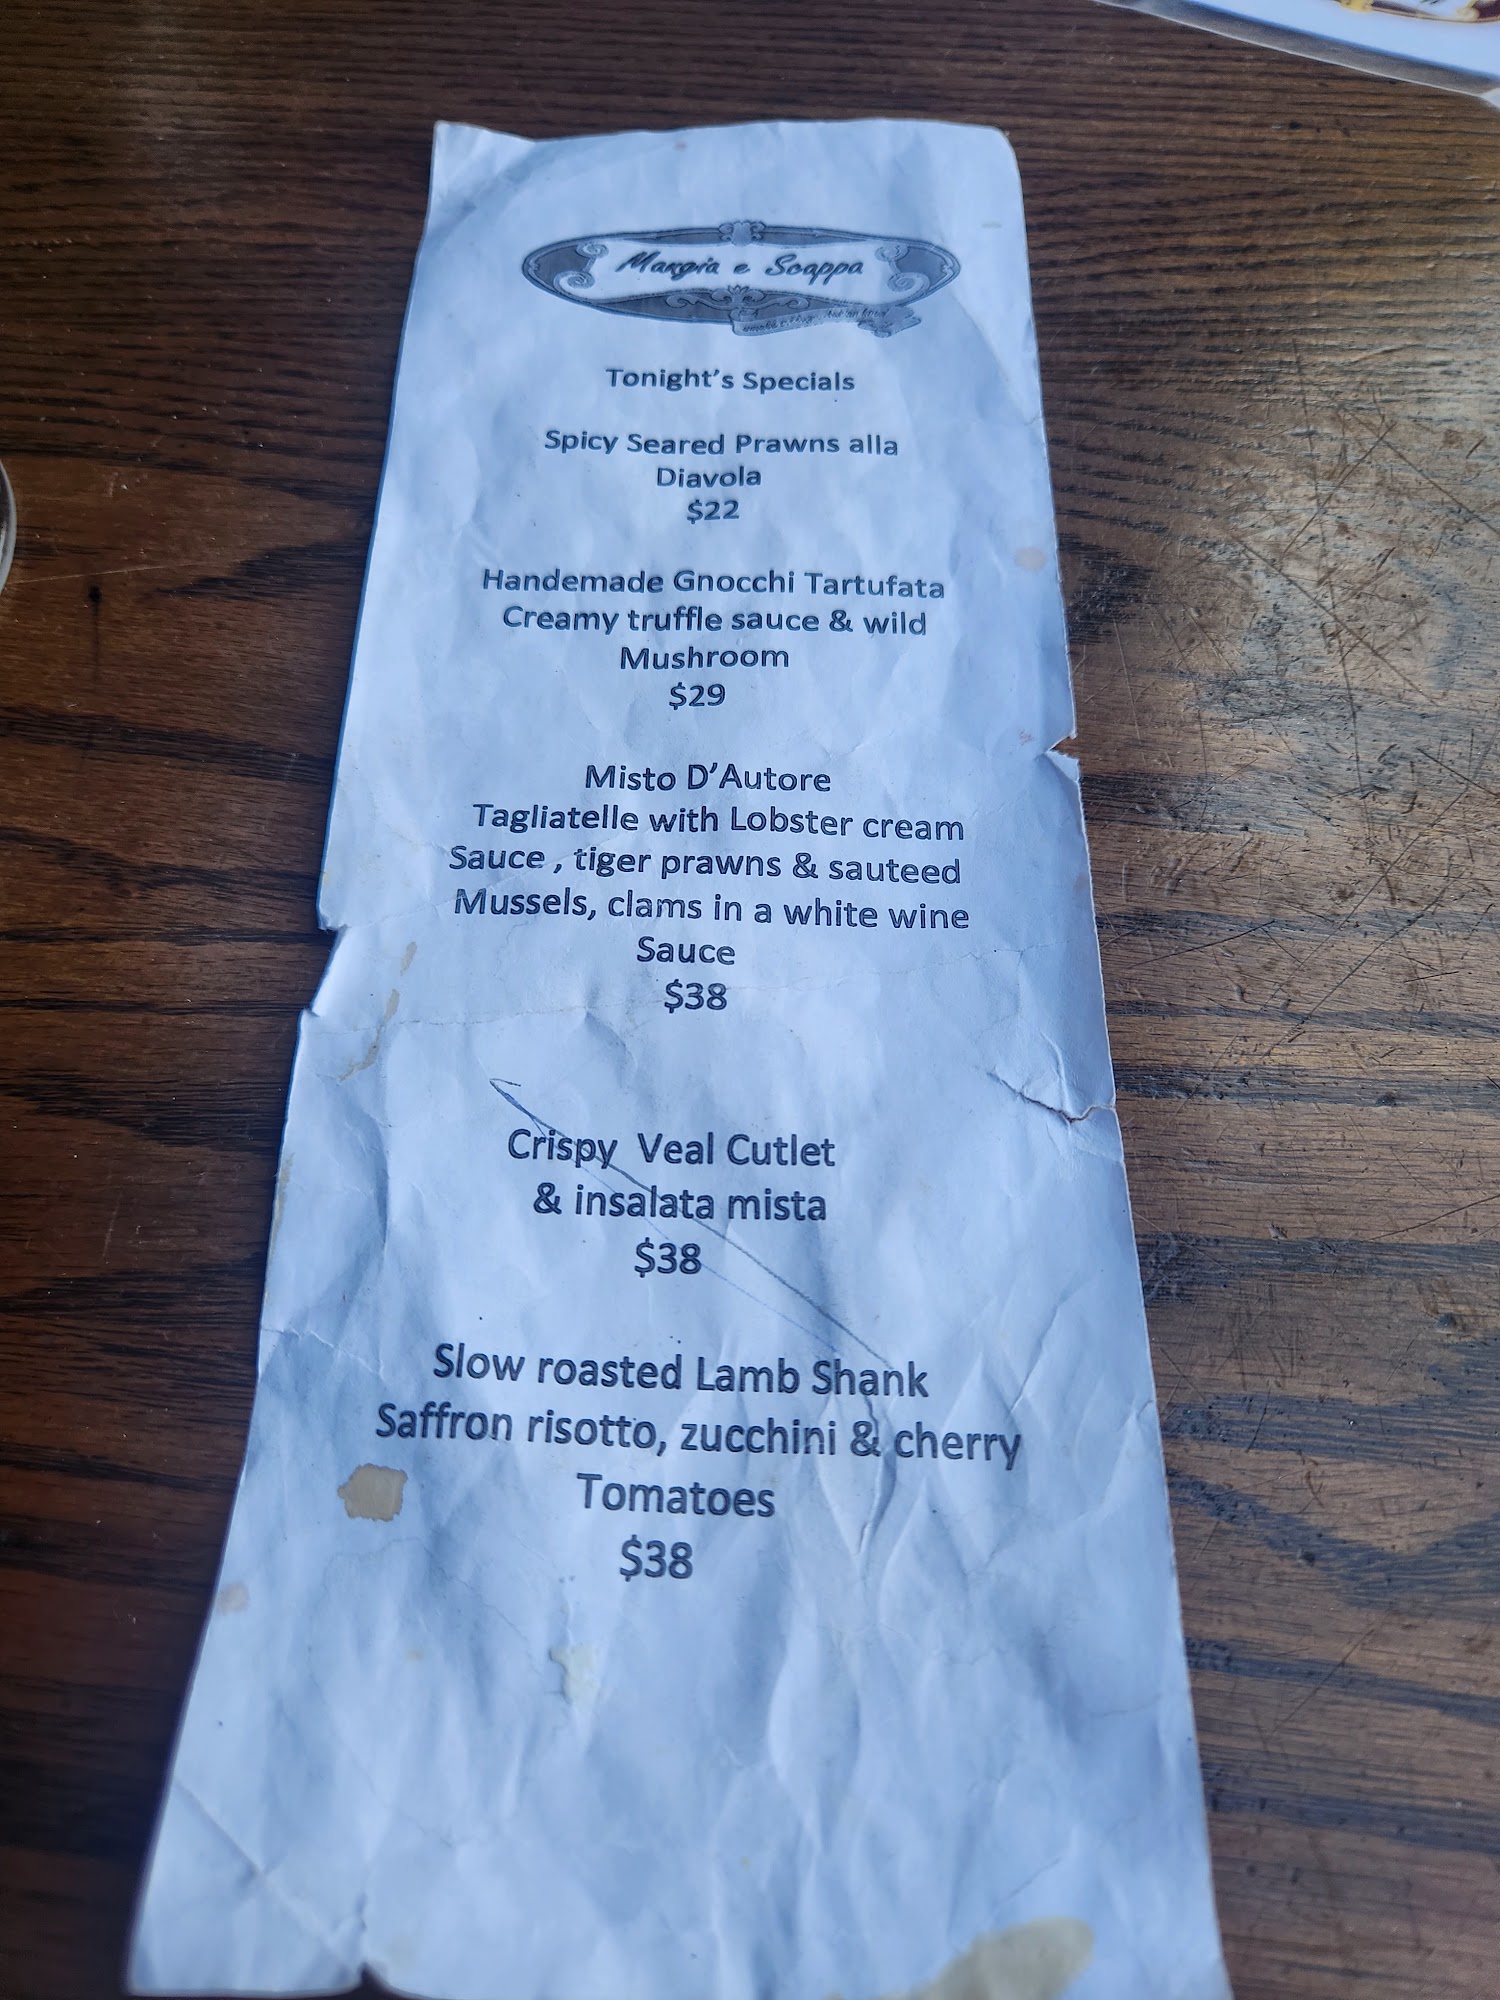 Mangia e Scappa
Tonight's Specials
Spicy Seared Prawns alla
Diavola
$22
Handemade Gnocchi Tartufata
Creamy truffle sauce & wild
Mushroom
$29
Misto D'Autore
Tagliatelle with Lobster cream
Sauce , tiger prawns & sauteed
Mussels, clams in a white wine
Sauce
$38
Crispy Veal Cutlet
& insalata mista
$38
Slow roasted Lamb Shank
Saffron risotto, zucchini & cherry
Tomatoes
$38